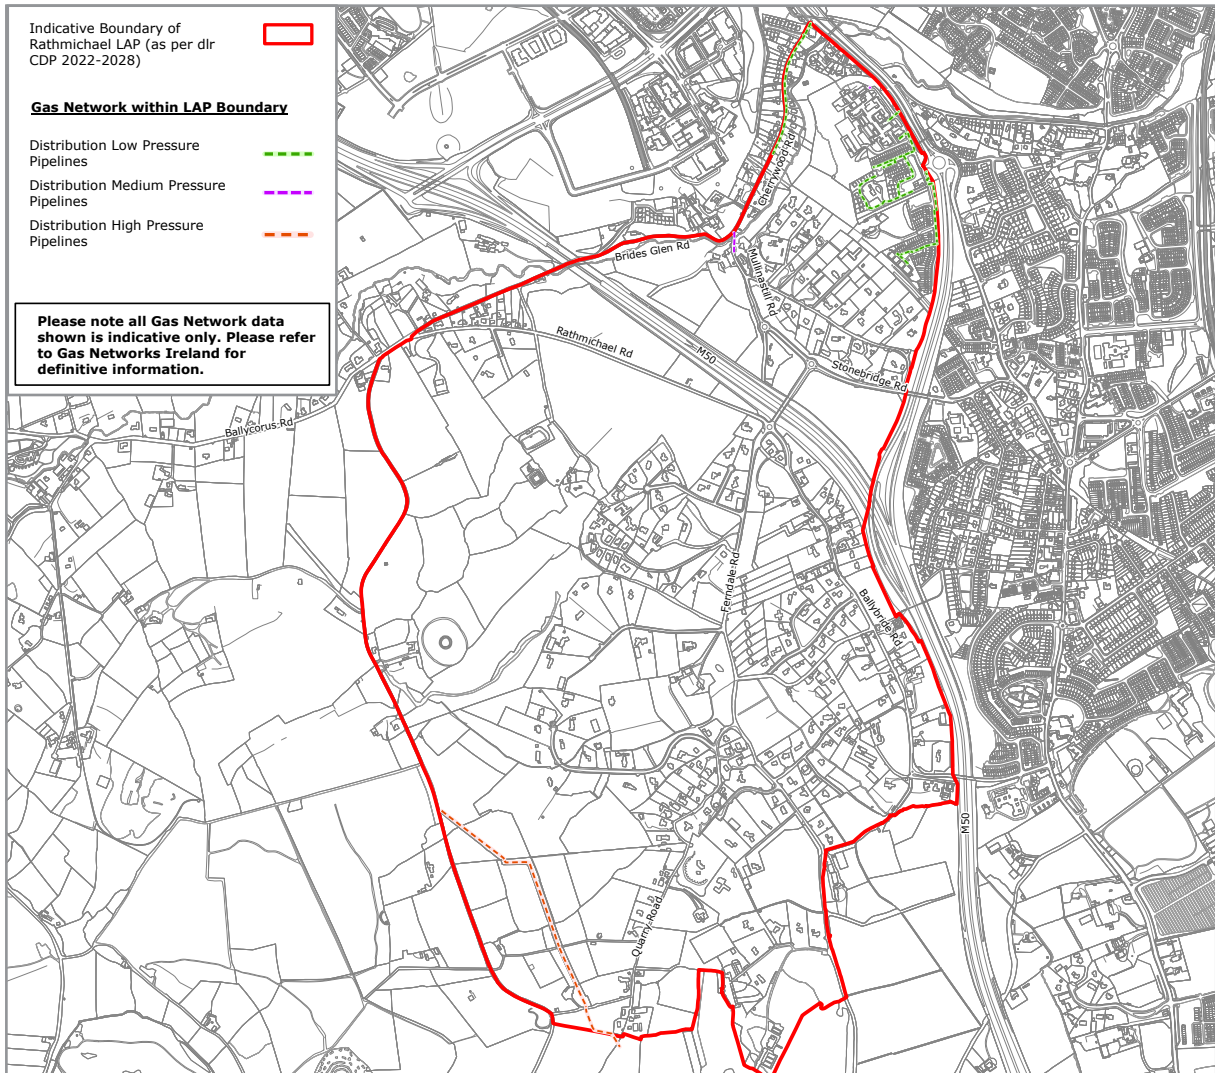 Indicative Boundary of
Rathmichael LAP (as per dlr
CDP 2022-2028)
Gas Network within LAP Boundary
Distribution Low Pressure
Pipelines
Distribution Medium Pressure
Pipelines
Distribution High Pressure
Pipelines
Please note all Gas Network data
shown is indicative only. Please refer
to Gas Networks Ireland for
definitive information.
Cherrywood Rd
Brides Glen Rd
Mullinastill Rd
Rathmichael Rd
M50
Stonebridge Rd
Ballycorus Rd
Ferndale Rd
Ballybride Rd
M50
Quarry Road